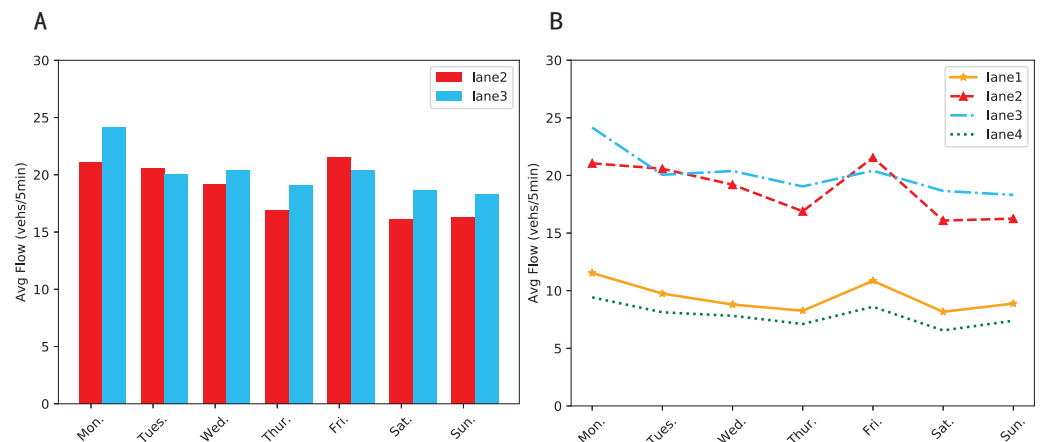 A
30
25
20
15
10
5
0
Avg Flow (vehs/5min)
lane2
lane3
Mon.
Tues.
Wed.
Thur.
Fri.
Sat.
Sun.
B
30
25
20
15
10
5
0
Avg Flow (vehs/5min)
lane1
lane2
lane3
lane4
Mon.
Tues.
Wed.
Thur.
Fri.
Sat.
Sun.